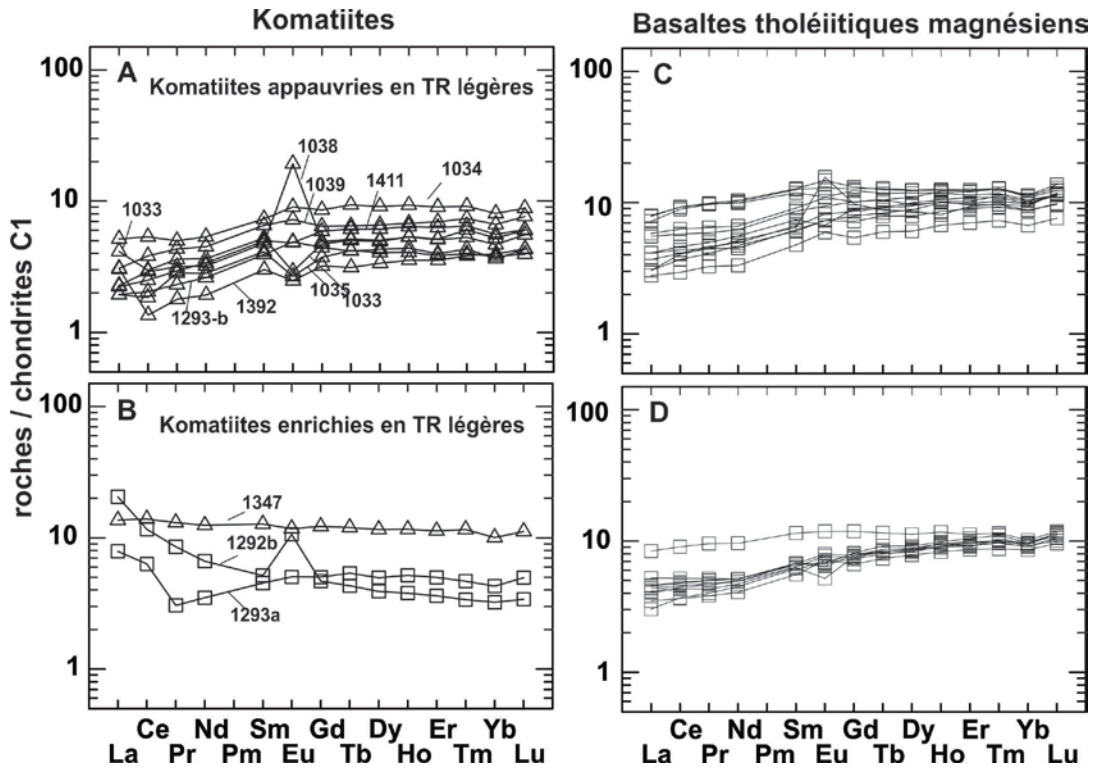 Komatiites
Basaltes tholéiitiques magnésiens
roches / chondrites C1
A
Komatiites appauvries en TR légères
100
10
1
1033
1038
1039
1411
1034
1293-b
1392
1035
1033
C
100
10
1
B
Komatiites enrichies en TR légères
100
10
1
1347
1292b
1293a
D
100
10
1
Ce Nd Sm Gd Dy Er Yb
La Pr Pm Eu Tb Ho Tm Lu
Ce Nd Sm Gd Dy Er Yb
La Pr Pm Eu Tb Ho Tm Lu